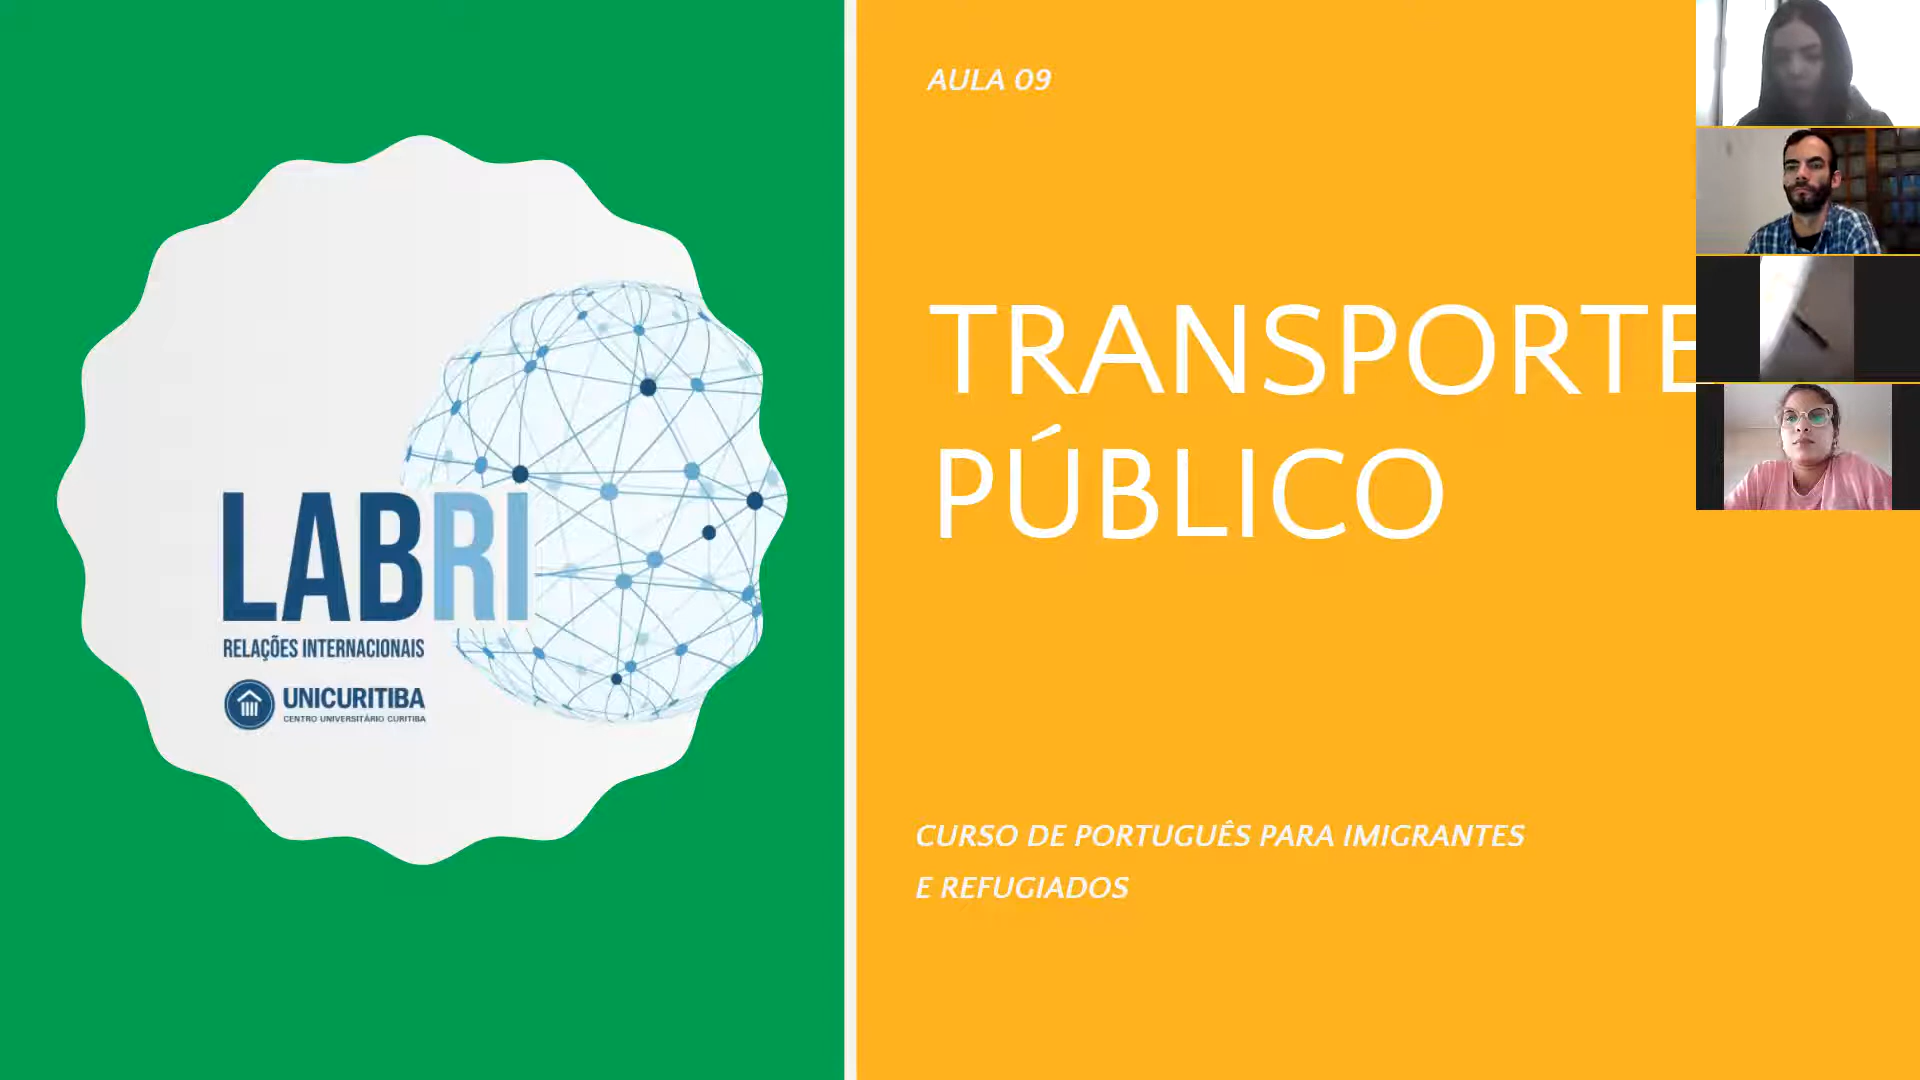 LABRI
RELAÇÕES INTERNACIONAIS
UNICURITIBA
CENTRO UNIVERSITÁRIO CURITIBA
AULA 09
TRANSPORTE
PÚBLICO
CURSO DE PORTUGUÊS PARA IMIGRANTES
E REFUGIADOS